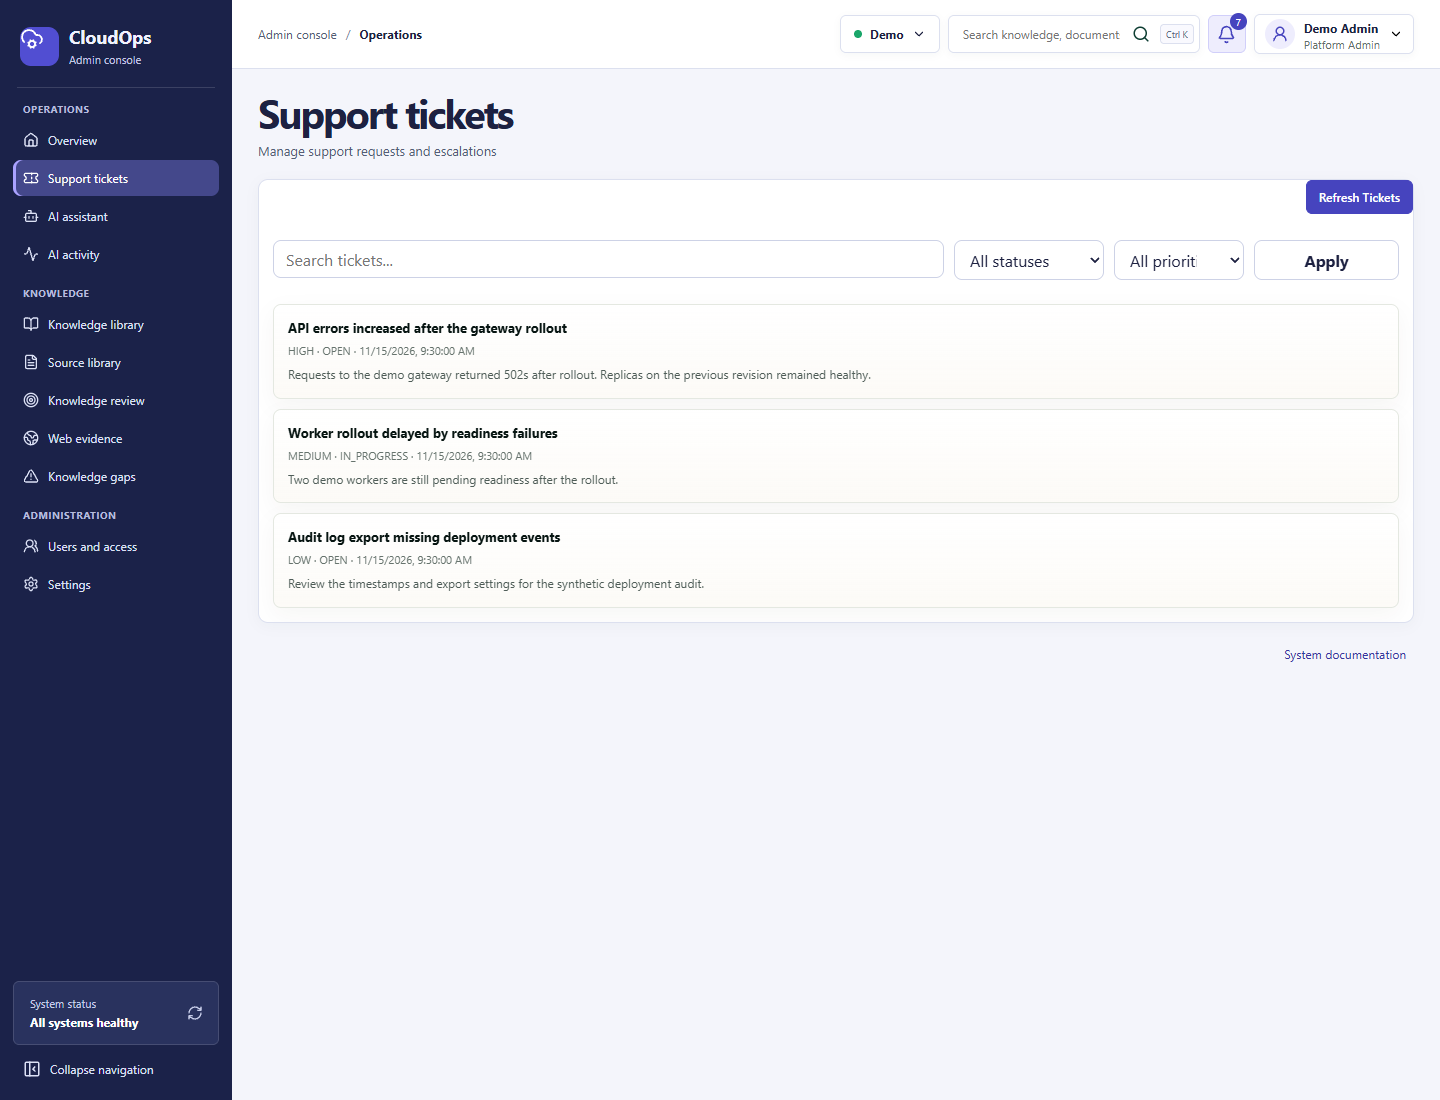 CloudOps
Admin console
OPERATIONS
Overview
Support tickets
AI assistant
AI activity
KNOWLEDGE
Knowledge library
Source library
Knowledge review
Web evidence
Knowledge gaps
ADMINISTRATION
Users and access
Settings
System status
All systems healthy
Collapse navigation
Admin console / Operations
Demo
Search knowledge, document
Ctrl K
7
Demo Admin
Platform Admin
Support tickets
Manage support requests and escalations
Refresh Tickets
Search tickets...
All statuses
All prioriti
Apply
API errors increased after the gateway rollout
HIGH · OPEN · 11/15/2026, 9:30:00 AM
Requests to the demo gateway returned 502s after rollout. Replicas on the previous revision remained healthy.
Worker rollout delayed by readiness failures
MEDIUM · IN_PROGRESS · 11/15/2026, 9:30:00 AM
Two demo workers are still pending readiness after the rollout.
Audit log export missing deployment events
LOW · OPEN · 11/15/2026, 9:30:00 AM
Review the timestamps and export settings for the synthetic deployment audit.
System documentation